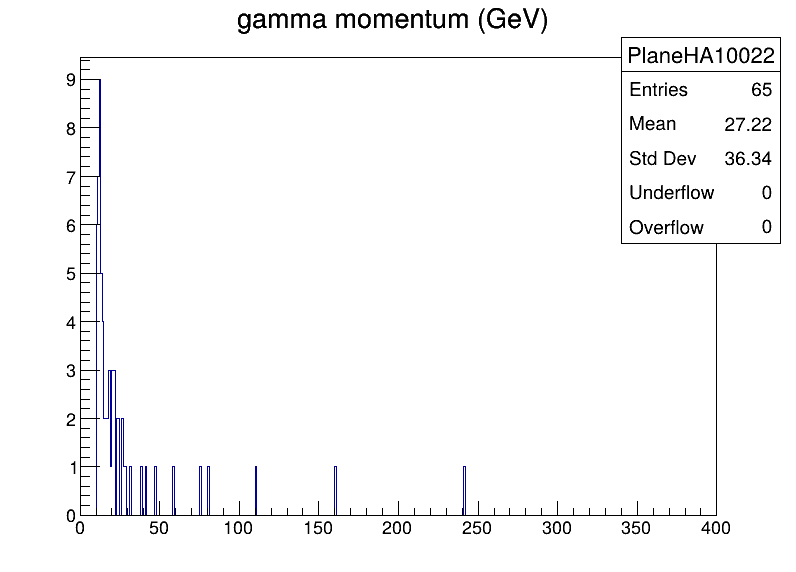 gamma momentum (GeV)
PlaneHA10022
Entries 65
Mean 27.22
Std Dev 36.34
Underflow 0
Overflow 0
9
8
7
6
5
4
3
2
1
0
0 50 100 150 200 250 300 350 400